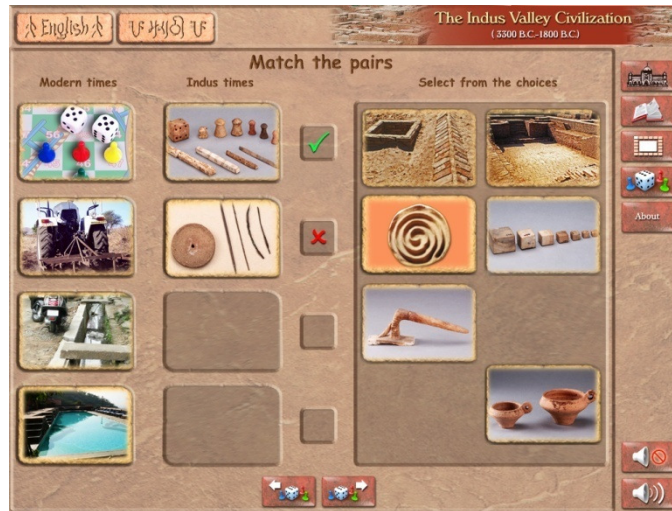 English
The Indus Valley Civilization
( 3300 B.C.-1800 B.C.)
Match the pairs
Modern times
Indus times
Select from the choices
56
About